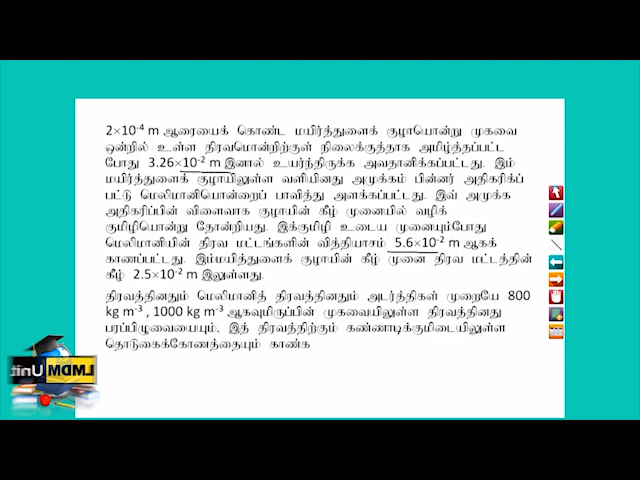 2×10-4 m ஆரையைக் கொண்ட மயிர்த்துளைக் குழாயொன்று முகவை
ஒன்றில் உள்ள திரவமொன்றிற்குள் நிலைக்குத்தாக அமிழ்த்தப்பட்ட
போது 3.26×10-2 m இனால் உயர்ந்திருக்க அவதானிக்கப்பட்டது. இம்
மயிர்த்துளைக் குழாயிலுள்ள வளியினது அமுக்கம் பின்னர் அதிகரிக்ப்
பட்டு மெலிமானியொன்றைப் பாவித்து அளக்கப்பட்டது. இவ் அமுக்க
அதிகரிப்பின் விளைவாக குழாயின் கீழ் முனையில் வழிக்
குமிழியொன்று தோன்றியது. இக்குமிழி உடைய முனையும்போது
மெலிமானியின் திரவ மட்டங்களின் வித்தியாசம் 5.6×10-2 m ஆகக்
காணப்பட்டது. இம்மயித்துளைக் குழாயின் கீழ் முனை திரவ மட்டத்தின்
கீழ் 2.5×10-2 m இலுள்ளது.
திரவத்தினதும் மெலிமானித் திரவத்தினதும் அடர்த்திகள் முறையே 800
kg m-3 , 1000 kg m-3 ஆகவுமிருப்பின் முகவையிலுள்ள திரவத்தினது
பரப்பிழுவையையும், இத் திரவத்திற்கும் கண்ணாடிக்குமிடையிலுள்ள
தொடுகைக்கோணத்தையும் காண்க
LMDM Unit